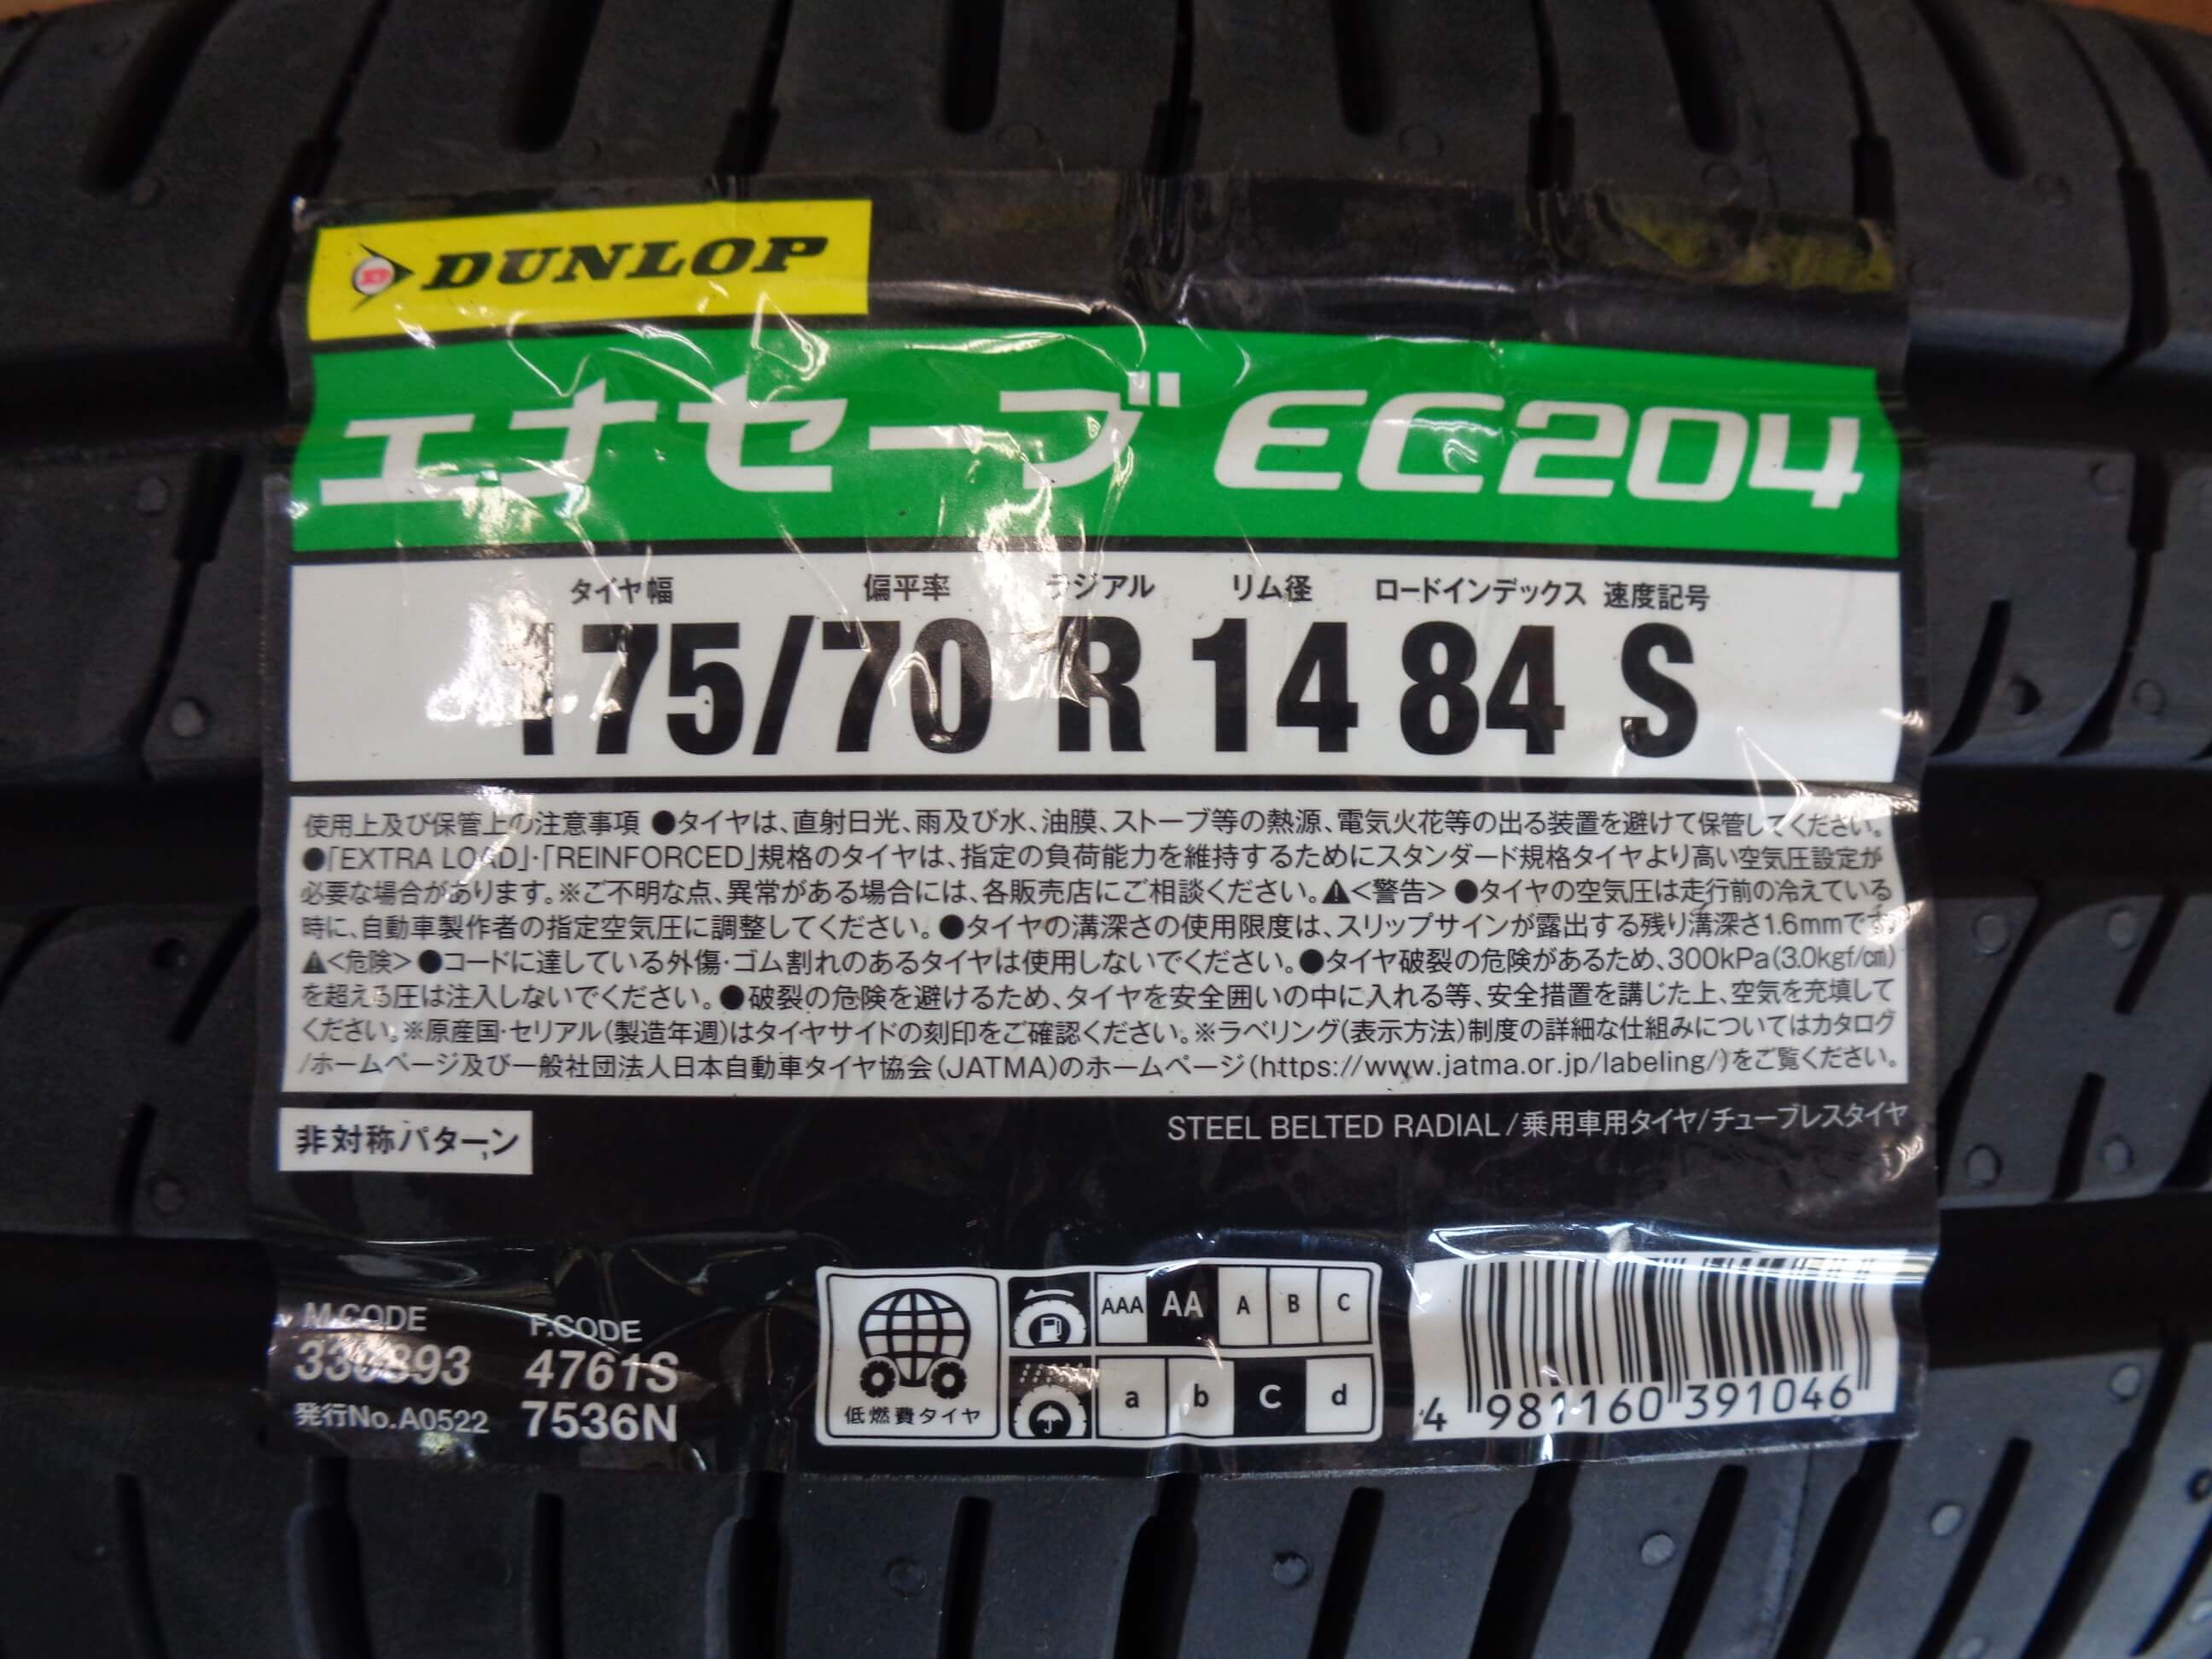 DUNLOP
エナセーブ EC204
タイヤ幅 偏平率 ラジアル リム径 ロードインデックス 速度記号
175/70 R 14 84 S
使用上及び保管上の注意事項 ●タイヤは、直射日光、雨及び水、油膜、ストーブ等の熱源、電気火花等の出る装置を避けて保管してください。
●「EXTRA LOAD」・「REINFORCED」規格のタイヤは、指定の負荷能力を維持するためにスタンダード規格タイヤより高い空気圧設定が
必要な場合があります。※ご不明な点、異常がある場合には、各販売店にご相談ください。⚠<警告> ●タイヤの空気圧は走行前の冷えている
時に、自動車製作者の指定空気圧に調整してください。●タイヤの溝深さの使用限度は、スリップサインが露出する残り溝深さ1.6mmです。
⚠<危険> ●コードに達している外傷・ゴム割れのあるタイヤは使用しないでください。●タイヤ破裂の危険があるため、300kPa(3.0kgf/㎠)
を超える圧は注入しないでください。●破裂の危険を避けるため、タイヤを安全囲いの中に入れる等、安全措置を講じた上、空気を充填して
ください。※原産国・セリアル(製造年週)はタイヤサイドの刻印をご確認ください。※ラベリング(表示方法)制度の詳細な仕組みについてはカタログ
/ホームページ及び一般社団法人日本自動車タイヤ協会(JATMA)のホームページ(https://www.jatma.or.jp/labeling/)をご覧ください。
非対称パターン
STEEL BELTED RADIAL/乗用車用タイヤ/チューブレスタイヤ
M.CODE F.CODE
4761S
発行No.A0522 7536N
低燃費タイヤ
AAA AA A B C
a b c d
4 981160 391046